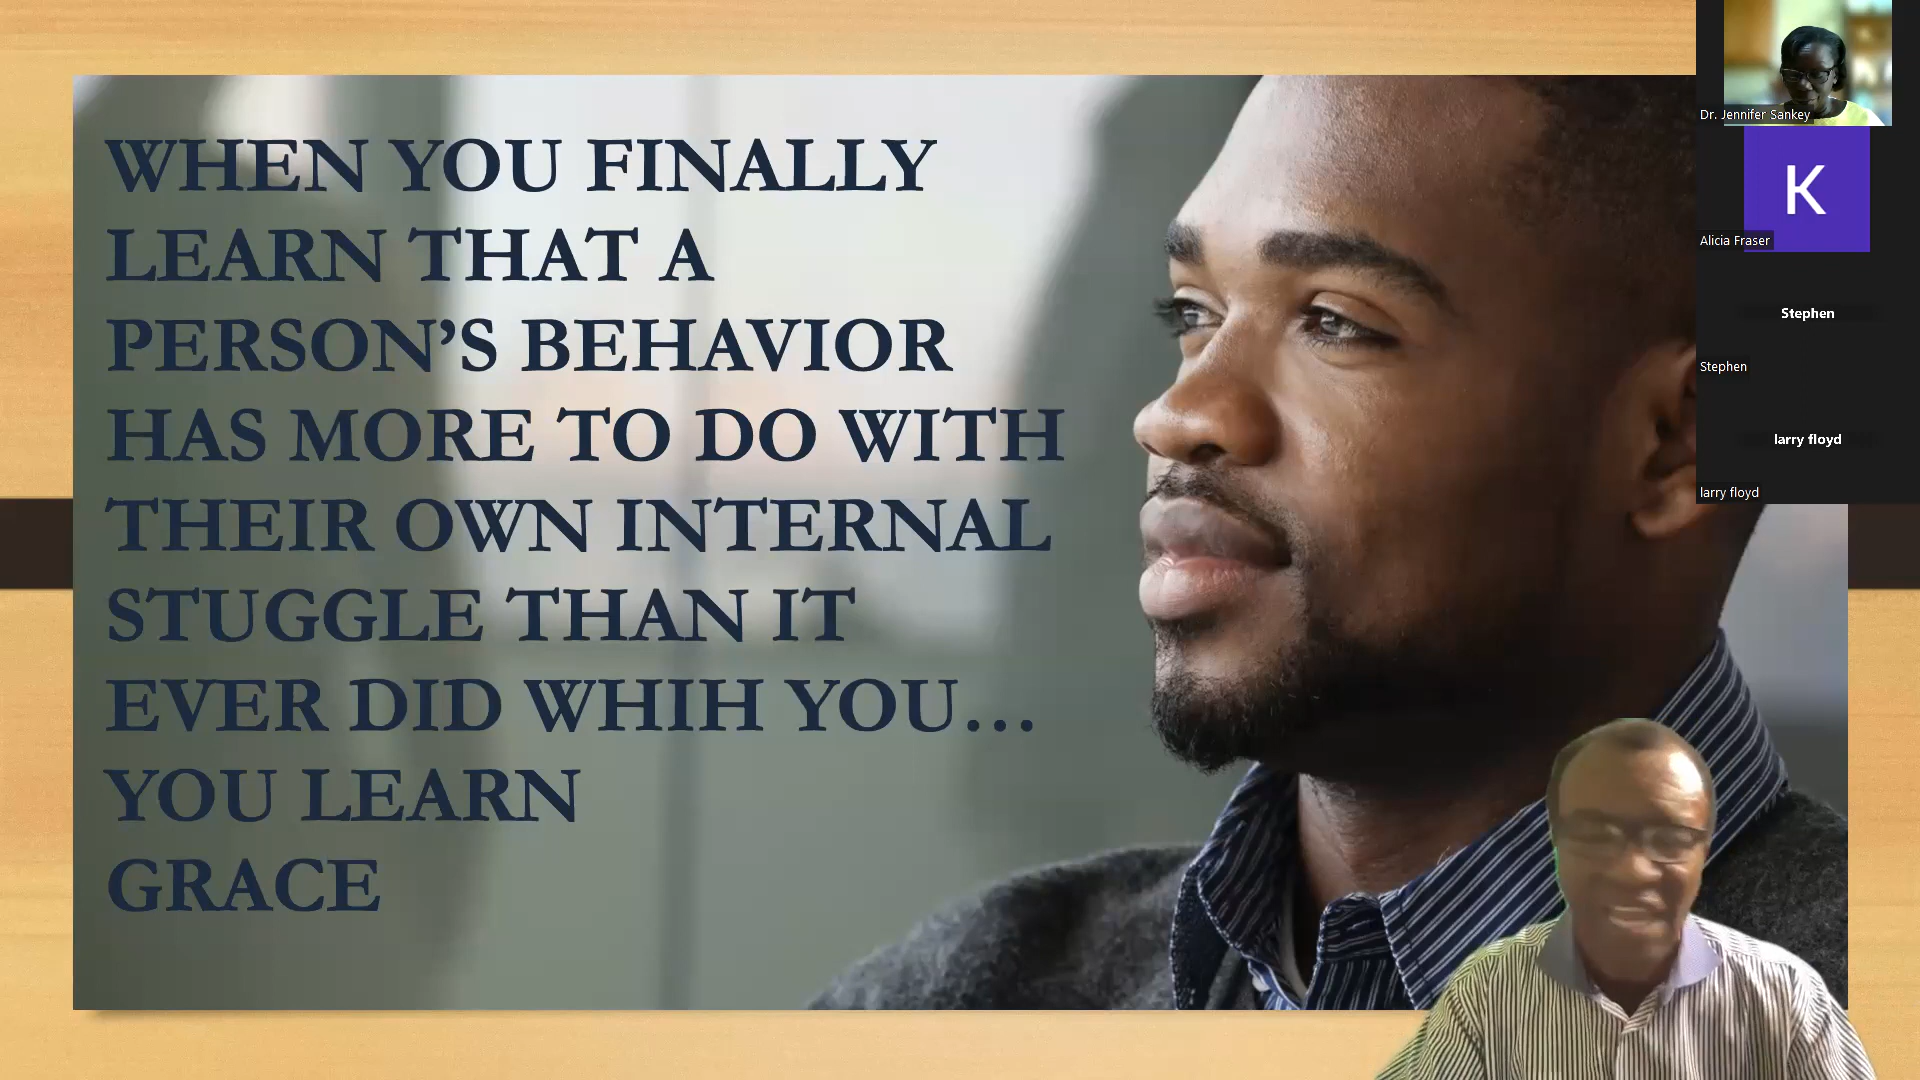 WHEN YOU FINALLY
LEARN THAT A
PERSON’S BEHAVIOR
HAS MORE TO DO WITH
THEIR OWN INTERNAL
STUGGLE THAN IT
EVER DID WHIH YOU...
YOU LEARN
GRACE
Dr. Jennifer Sankey
K
Alicia Fraser
Stephen
Stephen
larry floyd
larry floyd